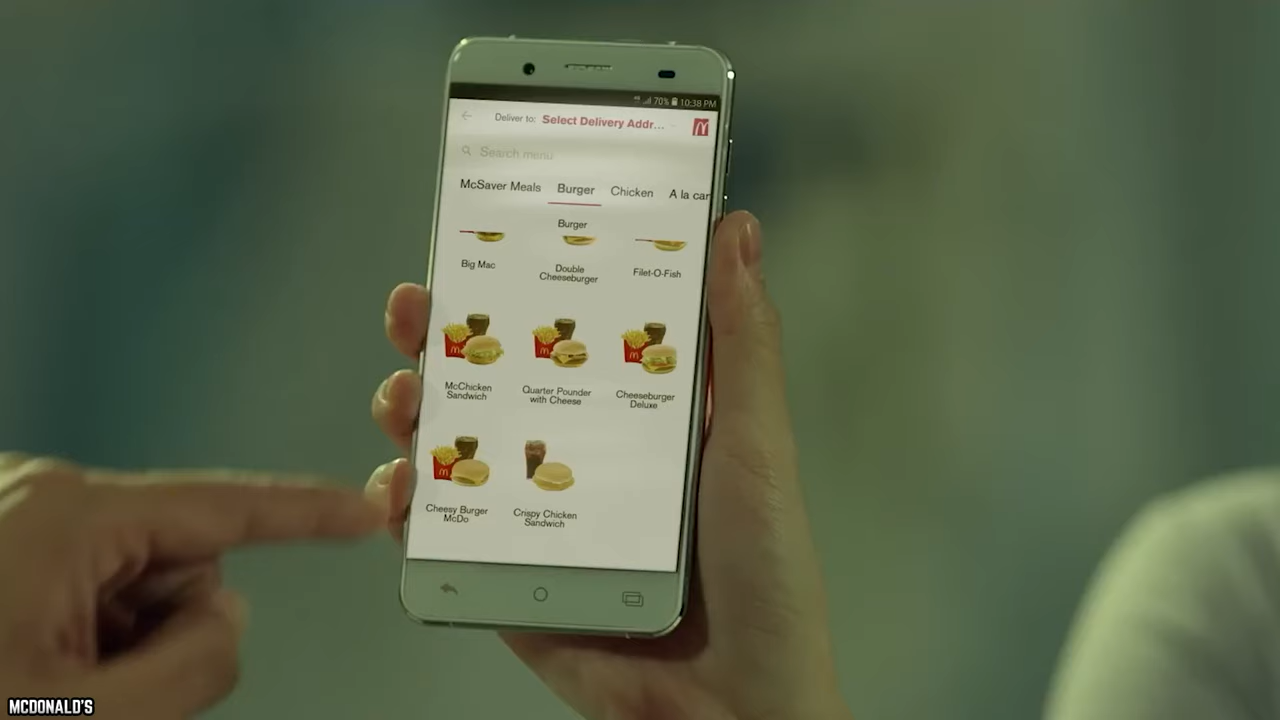 70% 10:38 PM
Deliver to: Select Delivery Addr...
Search menu
McSaver Meals Burger Chicken A la car
Burger
Big Mac
Double
Cheeseburger
Filet-O-Fish
McChicken
Sandwich
Quarter Pounder
with Cheese
Cheeseburger
Deluxe
Cheesy Burger
McDo
Crispy Chicken
Sandwich
MCDONALD'S